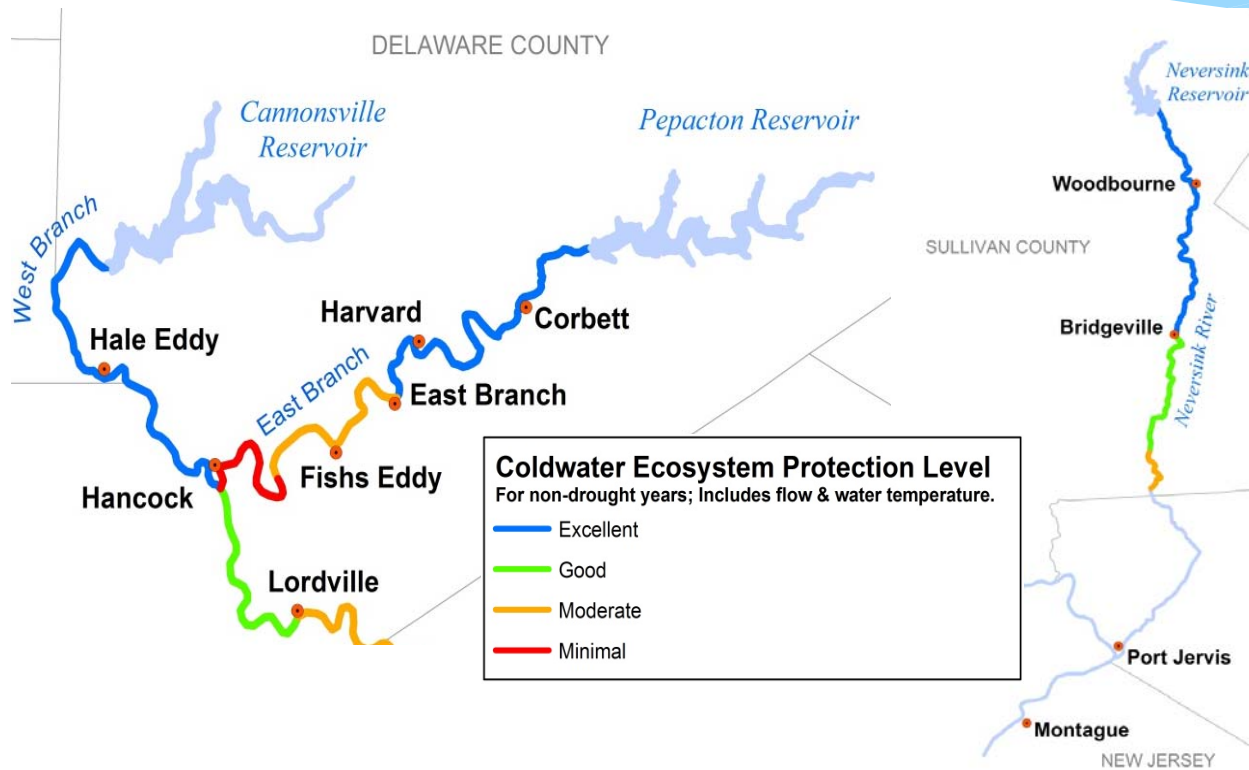 DELAWARE COUNTY
Cannonsville
Reservoir
Pepacton Reservoir
West Branch
Hale Eddy
Harvard
Corbett
East Branch
East Branch
Fishs Eddy
Hancock
Lordville
Coldwater Ecosystem Protection Level
For non-drought years; Includes flow & water temperature.
Excellent
Good
Moderate
Minimal
Neversink
Reservoir
Woodbourne
SULLIVAN COUNTY
Bridgeville
Neversink River
Port Jervis
Montague
NEW JERSEY